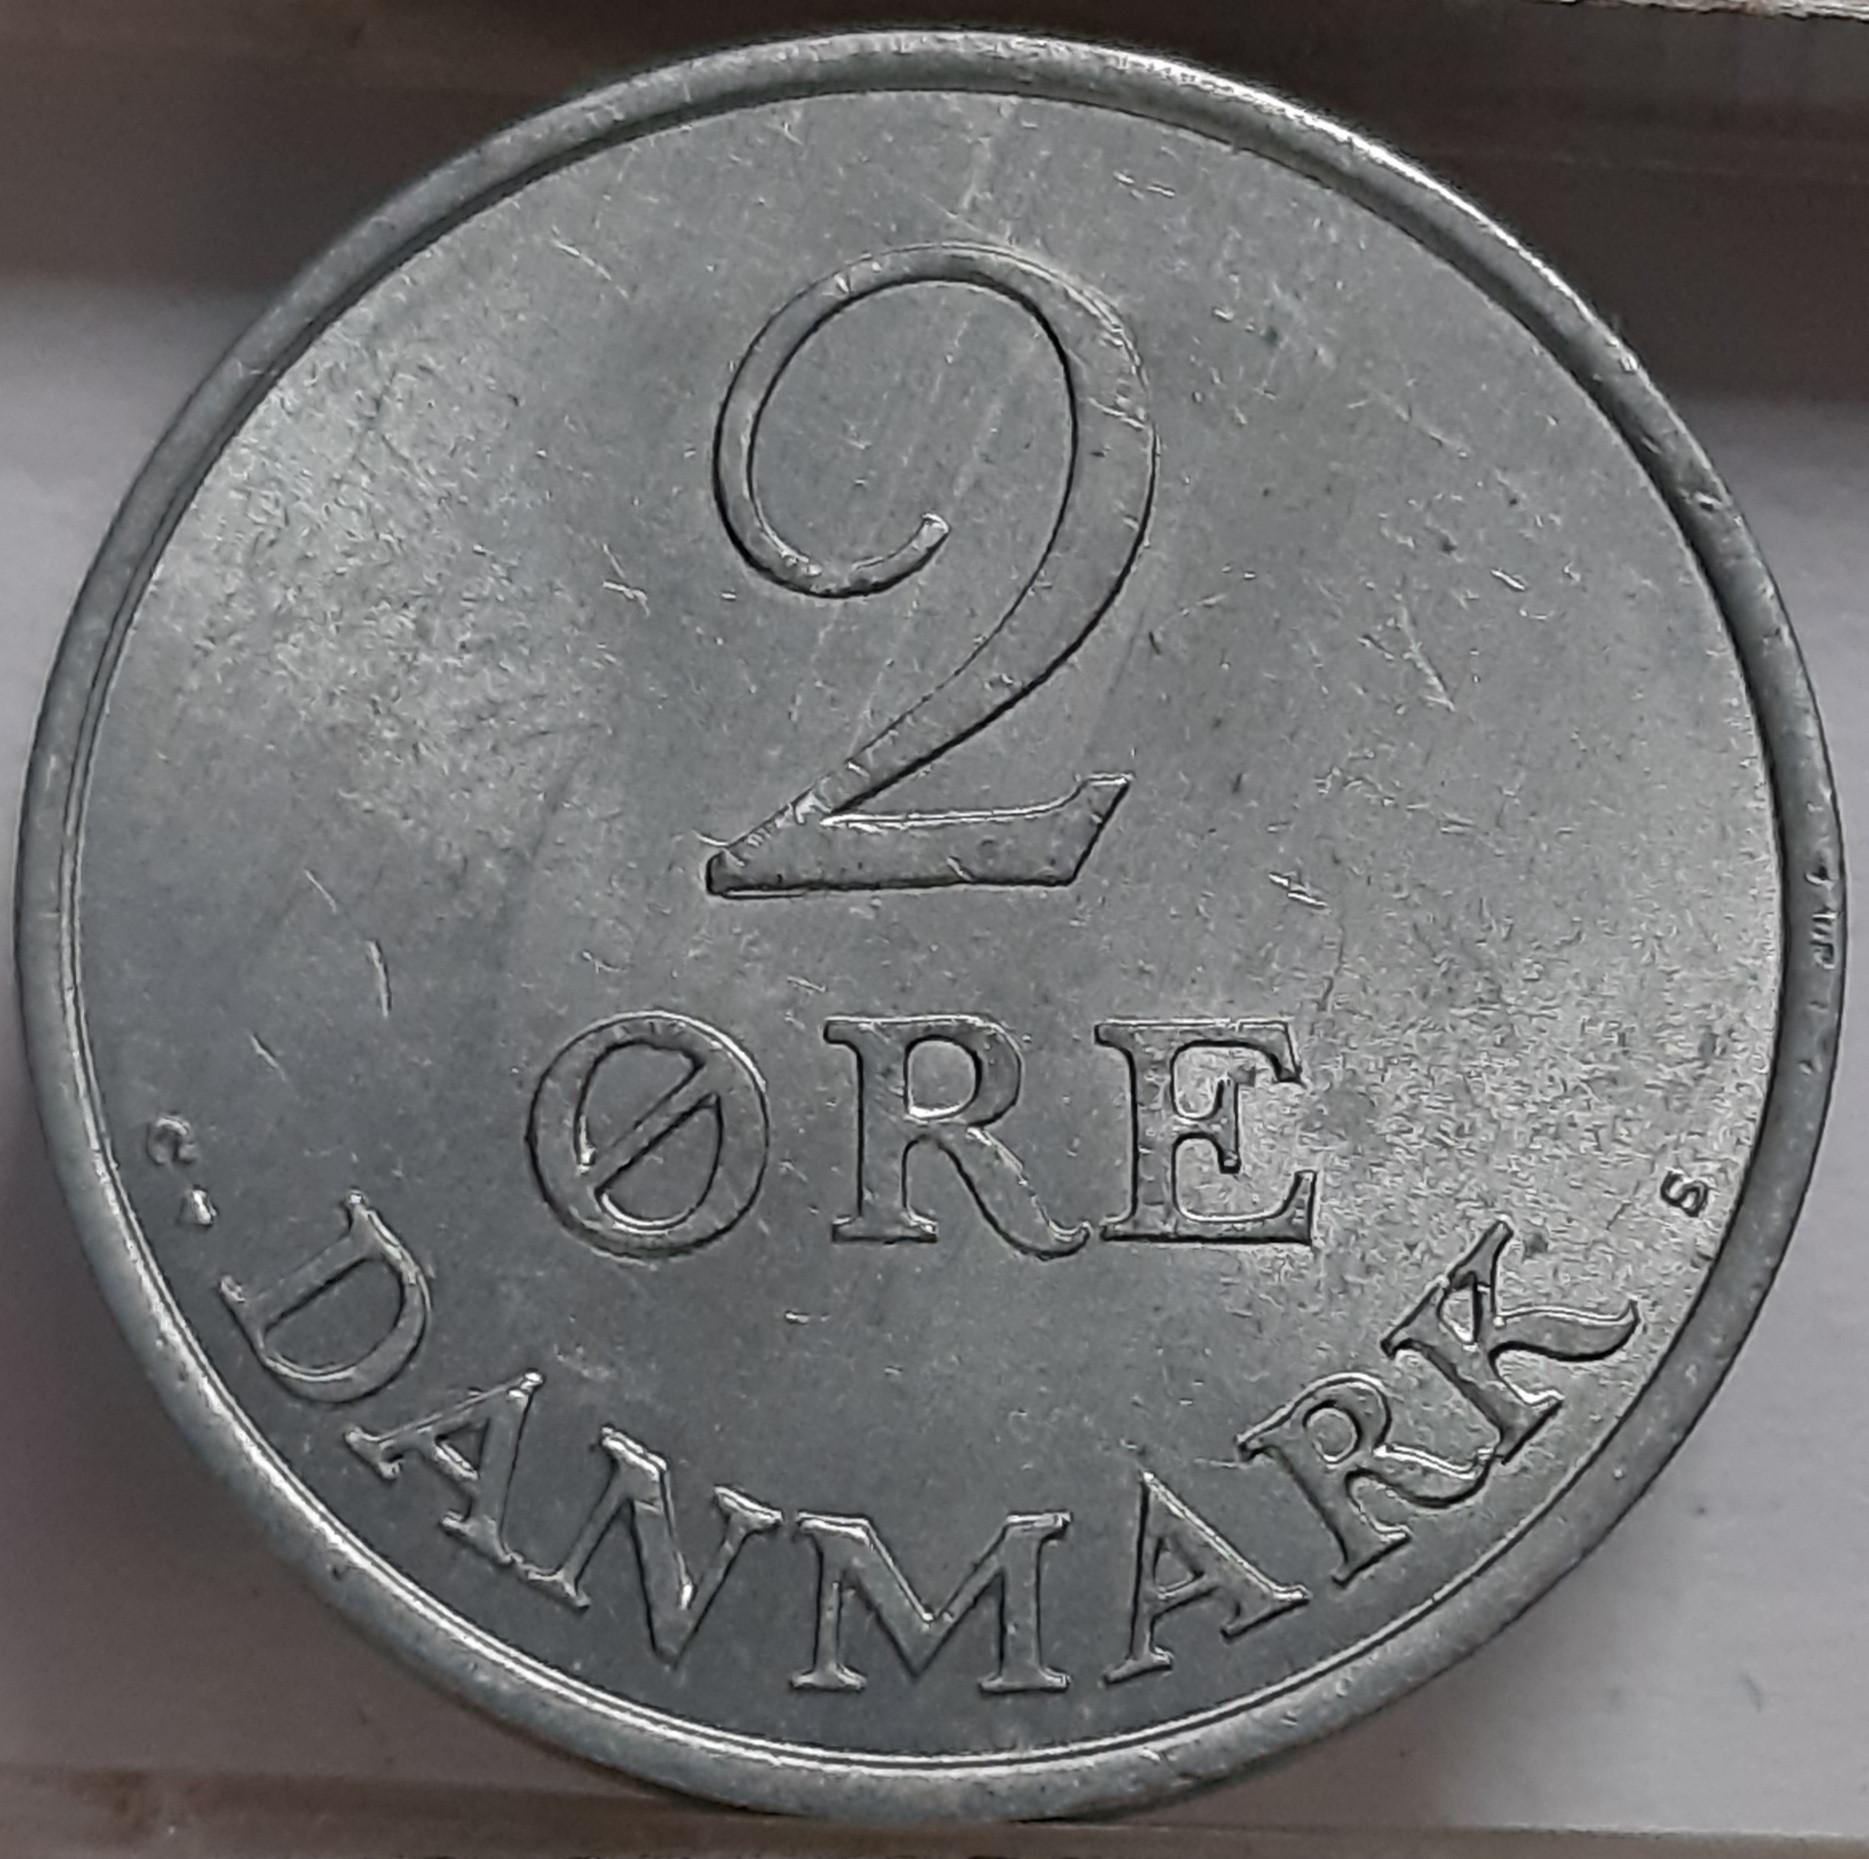 2
ØRE
C ♥ S
DANMARK